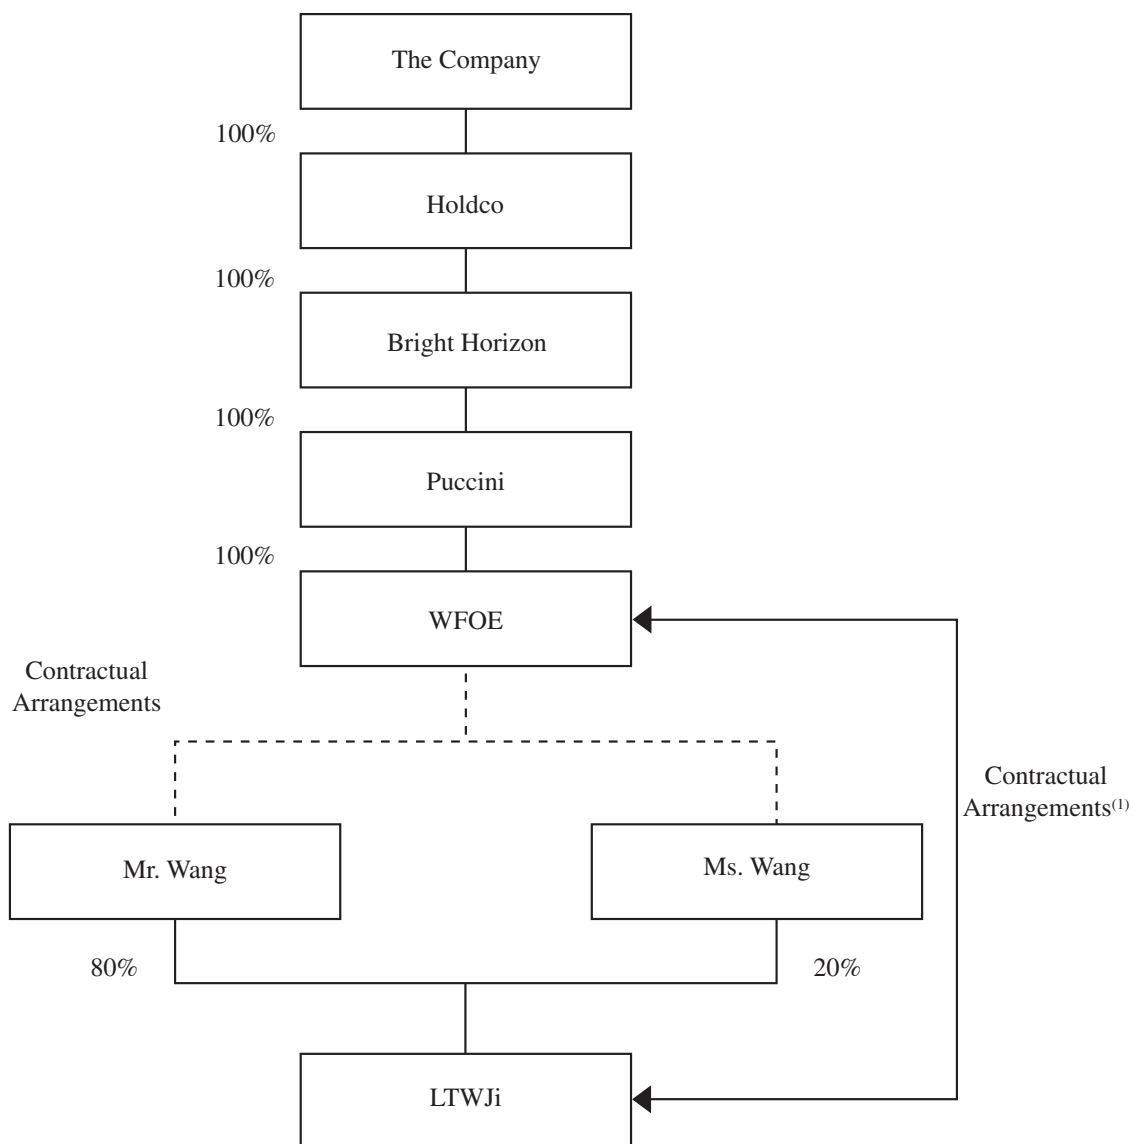 The Company
100%
Holdco
100%
Bright Horizon
100%
Puccini
100%
WFOE
Contractual
Arrangements
Contractual
Arrangements(1)
Mr. Wang
Ms. Wang
80%
20%
LTWJi